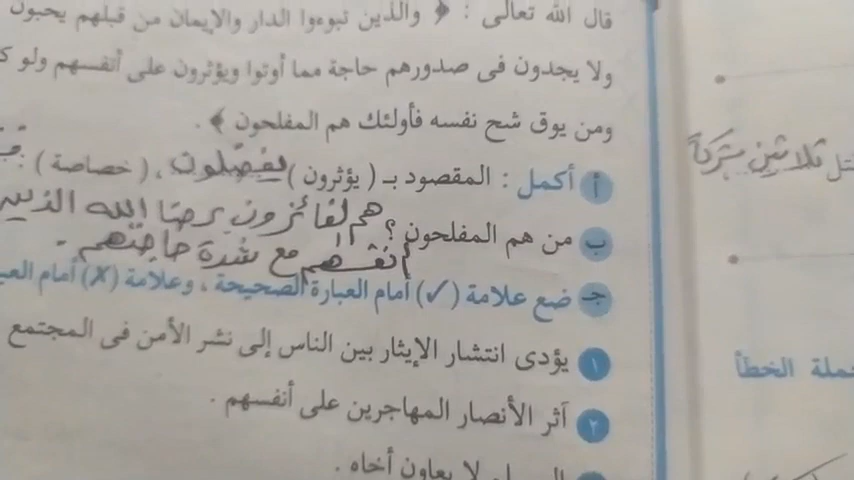 قال الله تعالى : ﴿ والذين تبوءوا الدار والإيمان من قبلهم يحبون
ولا يجدون فى صدورهم حاجة مما أوتوا ويؤثرون على أنفسهم ولو
ومن يوق شح نفسه فأولئك هم المفلحون ﴾ .
أ أكمل : المقصود بـ ( يؤثرون ) يفضلون ، ( خصاصة ) :
ب من هم المفلحون ؟ هم الفائزون برضا الله الذين
أنفسهم مع شدة حاجتهم .
جـ ضع علامة (✓) أمام العبارة الصحيحة ، وعلامة (✗) أمام
١ يؤدى انتشار الإيثار بين الناس إلى نشر الأمن فى المجتمع
٢ آثر الأنصار المهاجرين على أنفسهم .
لا يعاون أخاه .
ثلاثين مشركاً
الخطأ